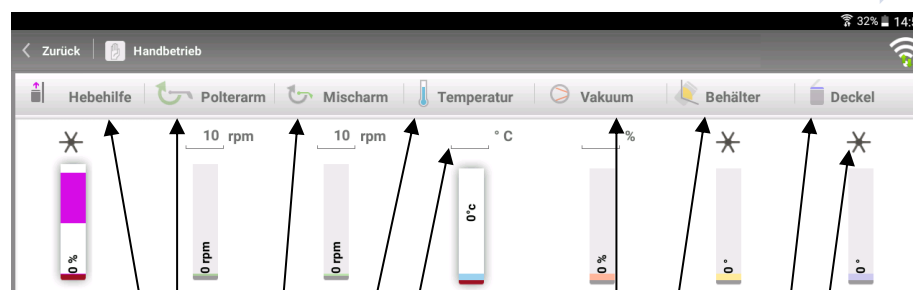 32% 14:5
Zurück Handbetrieb
Hebehilfe Polterarm Mischarm Temperatur Vakuum Behälter Deckel
10 rpm 10 rpm ° C %
0 % 0 rpm 0 rpm 0°c 0 % 0 ° 0 °